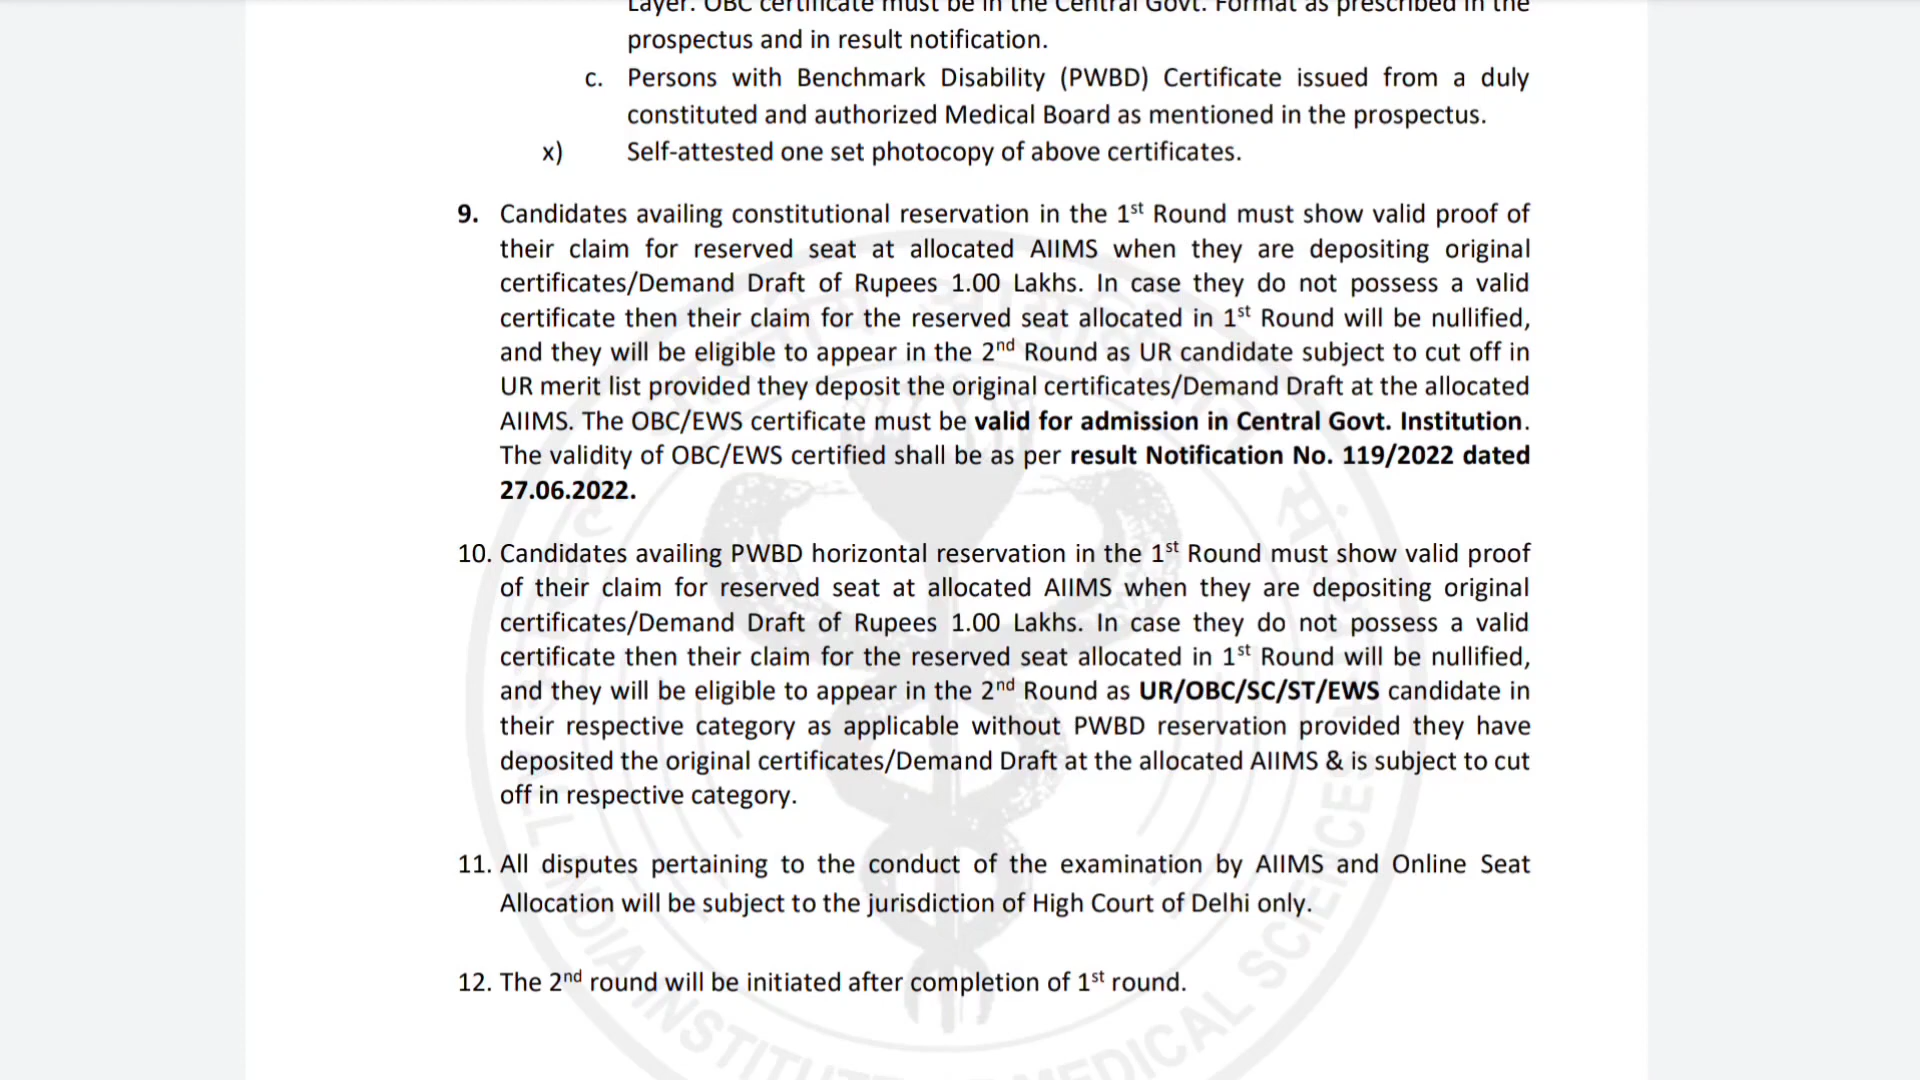 Layer. OBC certificate must be in the Central Govt. Format as prescribed in the
prospectus and in result notification.
c. Persons with Benchmark Disability (PWBD) Certificate issued from a duly
constituted and authorized Medical Board as mentioned in the prospectus.
x) Self-attested one set photocopy of above certificates.
9. Candidates availing constitutional reservation in the 1st Round must show valid proof of
their claim for reserved seat at allocated AIIMS when they are depositing original
certificates/Demand Draft of Rupees 1.00 Lakhs. In case they do not possess a valid
certificate then their claim for the reserved seat allocated in 1st Round will be nullified,
and they will be eligible to appear in the 2nd Round as UR candidate subject to cut off in
UR merit list provided they deposit the original certificates/Demand Draft at the allocated
AIIMS. The OBC/EWS certificate must be valid for admission in Central Govt. Institution.
The validity of OBC/EWS certified shall be as per result Notification No. 119/2022 dated
27.06.2022.
10. Candidates availing PWBD horizontal reservation in the 1st Round must show valid proof
of their claim for reserved seat at allocated AIIMS when they are depositing original
certificates/Demand Draft of Rupees 1.00 Lakhs. In case they do not possess a valid
certificate then their claim for the reserved seat allocated in 1st Round will be nullified,
and they will be eligible to appear in the 2nd Round as UR/OBC/SC/ST/EWS candidate in
their respective category as applicable without PWBD reservation provided they have
deposited the original certificates/Demand Draft at the allocated AIIMS & is subject to cut
off in respective category.
11. All disputes pertaining to the conduct of the examination by AIIMS and Online Seat
Allocation will be subject to the jurisdiction of High Court of Delhi only.
12. The 2nd round will be initiated after completion of 1st round.